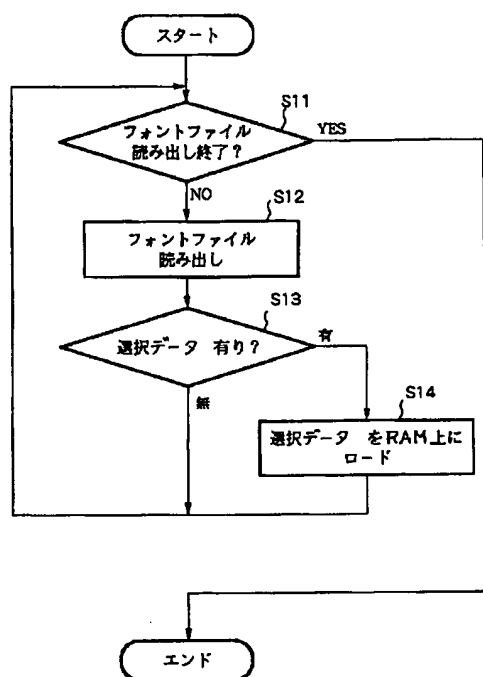 スタート
S11
フォントファイル
読み出し終了?
YES
NO
S12
フォントファイル
読み出し
S13
選択データ 有り?
有
無
S14
選択データ をRAM上に
ロード
エンド